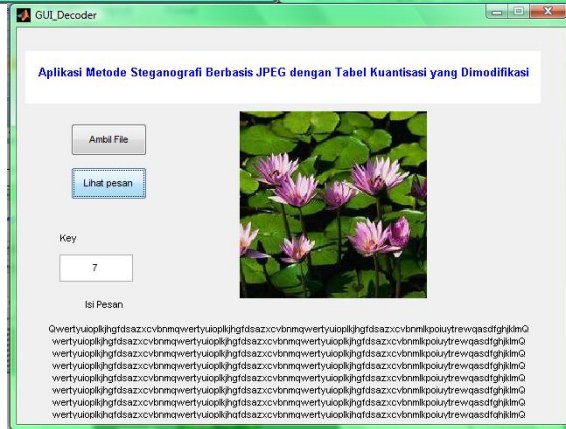 GUI_Decoder
Aplikasi Metode Steganografi Berbasis JPEG dengan Tabel Kuantisasi yang Dimodifikasi
Ambil File
Lihat pesan
Key
7
Isi Pesan
QwertyuioplkjhgfdsazxcvbnmqwertyuioplkjhgfdsazxcvbnmqwertyuioplkjhgfdsazxcvbnmlkpoiuytrewqasdfghjklmQ
wertyuioplkjhgfdsazxcvbnmqwertyuioplkjhgfdsazxcvbnmqwertyuioplkjhgfdsazxcvbnmlkpoiuytrewqasdfghjklmQ
wertyuioplkjhgfdsazxcvbnmqwertyuioplkjhgfdsazxcvbnmqwertyuioplkjhgfdsazxcvbnmlkpoiuytrewqasdfghjklmQ
wertyuioplkjhgfdsazxcvbnmqwertyuioplkjhgfdsazxcvbnmqwertyuioplkjhgfdsazxcvbnmlkpoiuytrewqasdfghjklmQ
wertyuioplkjhgfdsazxcvbnmqwertyuioplkjhgfdsazxcvbnmqwertyuioplkjhgfdsazxcvbnmlkpoiuytrewqasdfghjklmQ
wertyuioplkjhgfdsazxcvbnmqwertyuioplkjhgfdsazxcvbnmqwertyuioplkjhgfdsazxcvbnmlkpoiuytrewqasdfghjklmQ
wertyuioplkjhgfdsazxcvbnmqwertyuioplkjhgfdsazxcvbnmqwertyuioplkjhgfdsazxcvbnmlkpoiuytrewqasdfghjklmQ
wertyuioplkjhgfdsazxcvbnmqwertyuioplkjhgfdsazxcvbnmqwertyuioplkjhgfdsazxcvbnmlkpoiuytrewqasdfghjklmQ